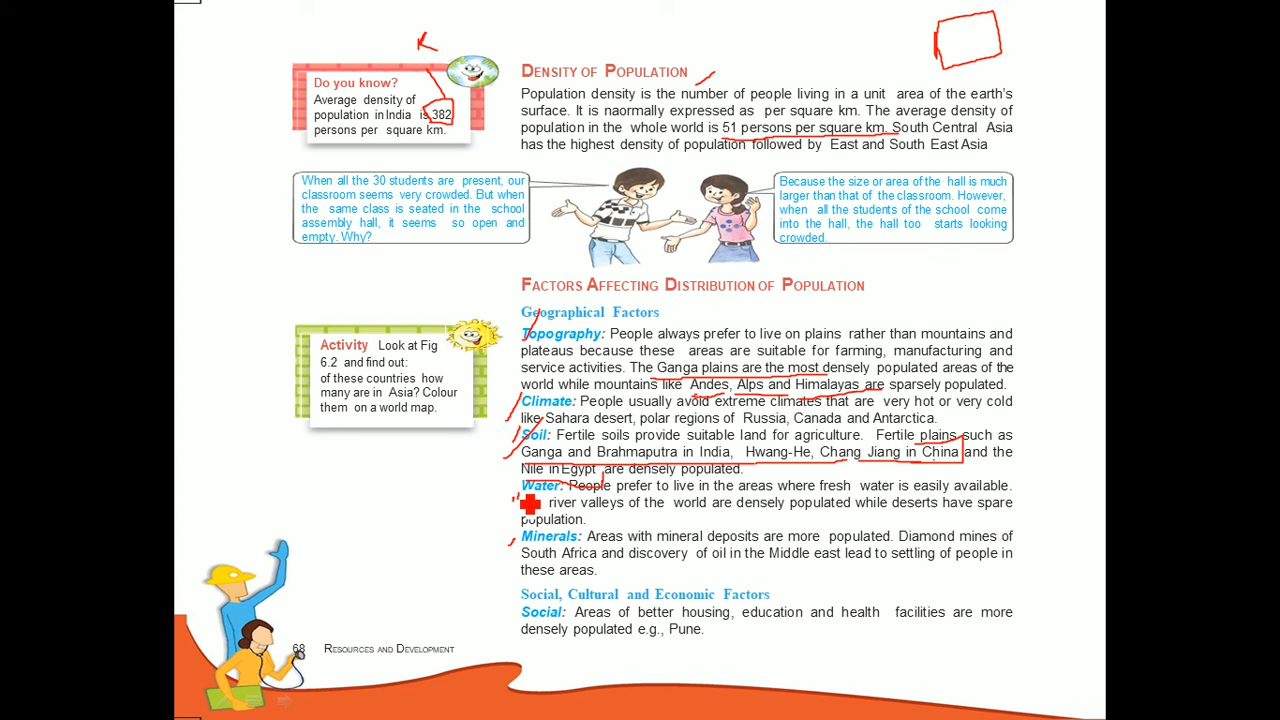 Do you know?
Average density of
population in India is 382
persons per square km.
DENSITY OF POPULATION
Population density is the number of people living in a unit area of the earth's
surface. It is naormally expressed as per square km. The average density of
population in the whole world is 51 persons per square km. South Central Asia
has the highest density of population followed by East and South East Asia
When all the 30 students are present, our
classroom seems very crowded. But when
the same class is seated in the school
assembly hall, it seems so open and
empty. Why?
Because the size or area of the hall is much
larger than that of the classroom. However,
when all the students of the school come
into the hall, the hall too starts looking
crowded.
FACTORS AFFECTING DISTRIBUTION OF POPULATION
Geographical Factors
Topography: People always prefer to live on plains rather than mountains and
plateaus because these areas are suitable for farming, manufacturing and
service activities. The Ganga plains are the most densely populated areas of the
world while mountains like Andes, Alps and Himalayas are sparsely populated.
Climate: People usually avoid extreme climates that are very hot or very cold
like Sahara desert, polar regions of Russia, Canada and Antarctica.
Soil: Fertile soils provide suitable land for agriculture. Fertile plains such as
Ganga and Brahmaputra in India, Hwang-He, Chang Jiang in China and the
Nile in Egypt are densely populated.
Water: People prefer to live in the areas where fresh water is easily available.
river valleys of the world are densely populated while deserts have spare
population.
Minerals: Areas with mineral deposits are more populated. Diamond mines of
South Africa and discovery of oil in the Middle east lead to settling of people in
these areas.
Social, Cultural and Economic Factors
Social: Areas of better housing, education and health facilities are more
densely populated e.g., Pune.
Activity Look at Fig
6.2 and find out:
of these countries how
many are in Asia? Colour
them on a world map.
68 RESOURCES AND DEVELOPMENT